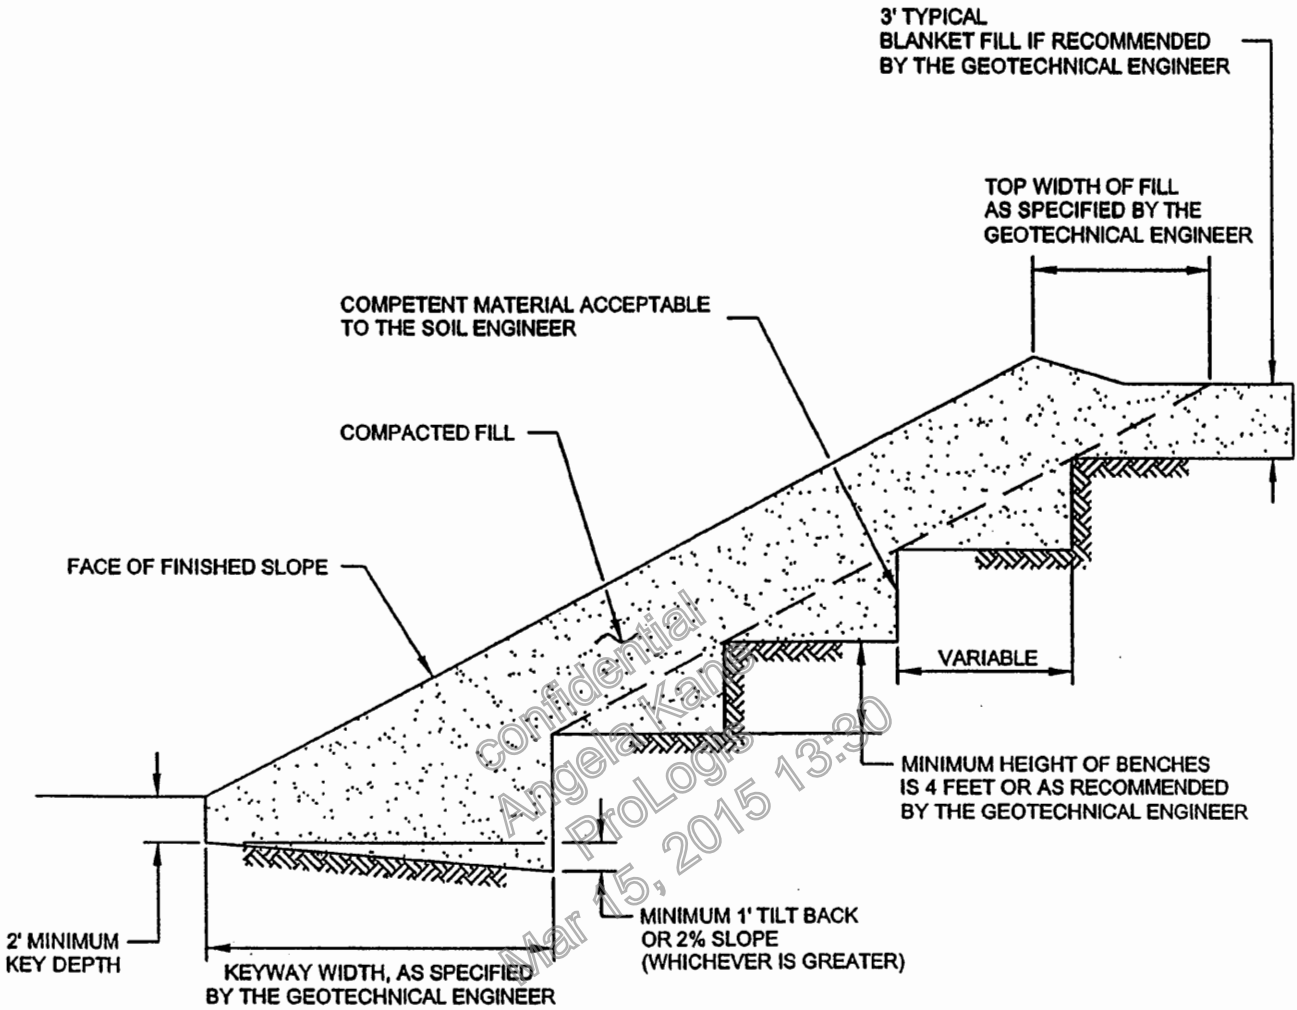 3' TYPICAL
BLANKET FILL IF RECOMMENDED
BY THE GEOTECHNICAL ENGINEER
TOP WIDTH OF FILL
AS SPECIFIED BY THE
GEOTECHNICAL ENGINEER
COMPETENT MATERIAL ACCEPTABLE
TO THE SOIL ENGINEER
COMPACTED FILL
FACE OF FINISHED SLOPE
VARIABLE
MINIMUM HEIGHT OF BENCHES
IS 4 FEET OR AS RECOMMENDED
BY THE GEOTECHNICAL ENGINEER
2' MINIMUM
KEY DEPTH
MINIMUM 1' TILT BACK
OR 2% SLOPE
(WHICHEVER IS GREATER)
KEYWAY WIDTH, AS SPECIFIED
BY THE GEOTECHNICAL ENGINEER
confidential
Angela Kane
ProLogis
Mar 15, 2015 13:30